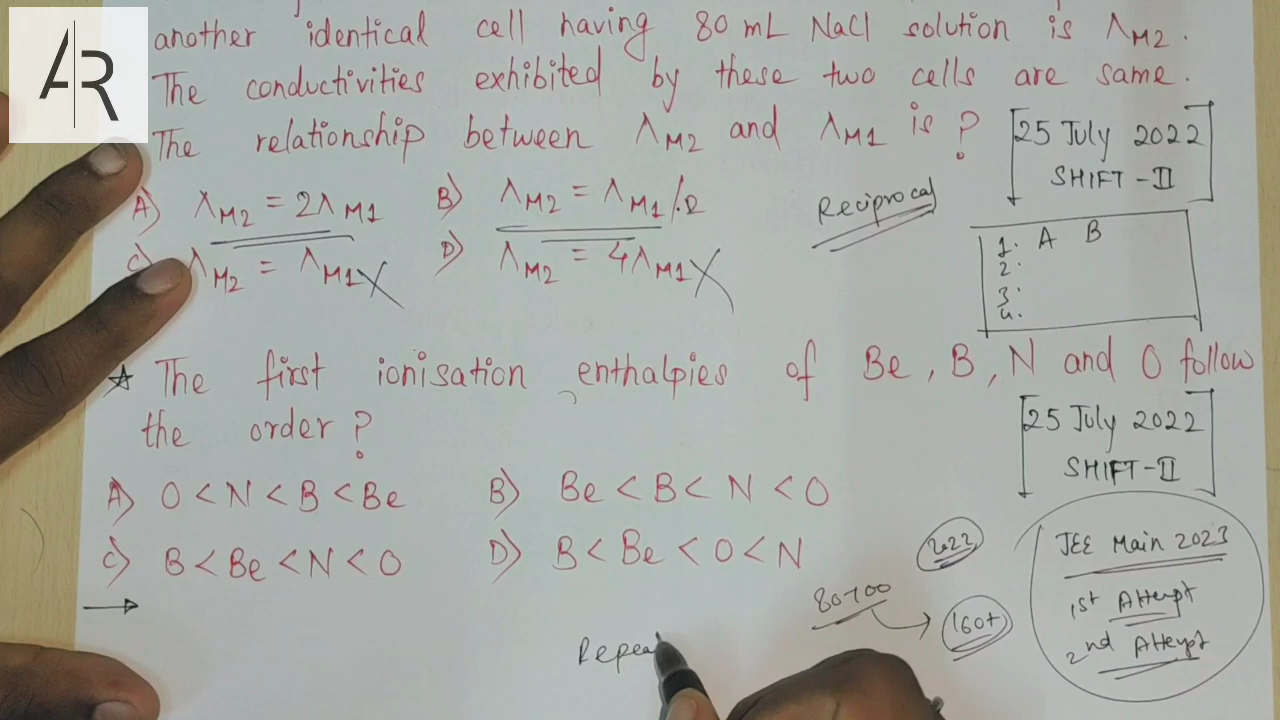 AR
another identical cell having 80 mL NaCl solution is ΛM2.
The conductivities exhibited by these two cells are same.
The relationship between ΛM2 and ΛM1 is ?
[25 July 2022
SHIFT-II]
A) ΛM2 = 2ΛM1 B) ΛM2 = ΛM1/2
C) ΛM2 = ΛM1 D) ΛM2 = 4ΛM1
Reciprocal
1. A B
2.
3.
4.
☆ The first ionisation enthalpies of Be, B, N and O follow
the order ?
[25 July 2022
SHIFT-II]
A) O < N < B < Be B) Be < B < N < O
C) B < Be < N < O D) B < Be < O < N
2022
80-100 → 160+
JEE Main 2023
1st Attempt
2nd Attempt
→
Repea